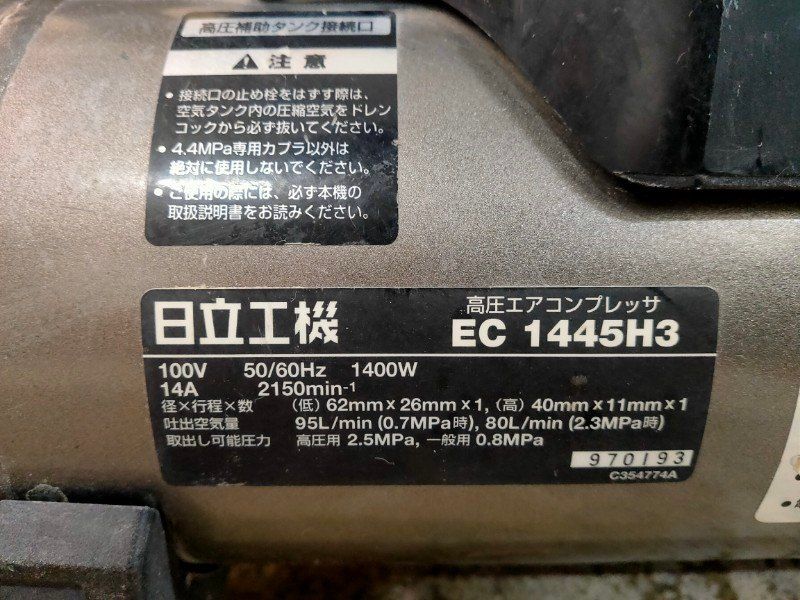 高圧補助タンク接続口
⚠ 注意
• 接続口の止め栓をはずす際は、
空気タンク内の圧縮空気をドレン
コックから必ず抜いてください。
• 4.4MPa専用カプラ以外は
絶対に使用しないでください。
• ご使用の際には、必ず本機の
取扱説明書をお読みください。
日立工機
高圧エアコンプレッサ
EC 1445H3
100V 50/60Hz 1400W
14A 2150min-1
径×行程×数 (低) 62mm×26mm×1, (高) 40mm×11mm×1
吐出空気量 95L/min (0.7MPa時), 80L/min (2.3MPa時)
取出し可能圧力 高圧用 2.5MPa, 一般用 0.8MPa
970193
C354774A